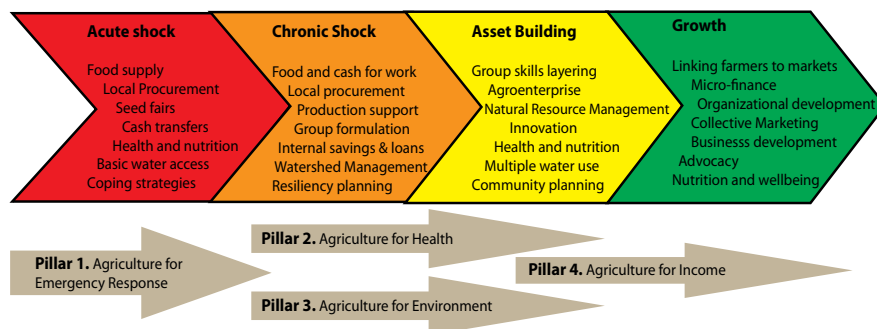 Acute shock
Food supply
Local Procurement
Seed fairs
Cash transfers
Health and nutrition
Basic water access
Coping strategies
Chronic Shock
Food and cash for work
Local procurement
Production support
Group formulation
Internal savings & loans
Watershed Management
Resiliency planning
Asset Building
Group skills layering
Agroenterprise
Natural Resource Management
Innovation
Health and nutrition
Multiple water use
Community planning
Growth
Linking farmers to markets
Micro-finance
Organizational development
Collective Marketing
Businesss development
Advocacy
Nutrition and wellbeing
Pillar 1. Agriculture for
Emergency Response
Pillar 2. Agriculture for Health
Pillar 3. Agriculture for Environment
Pillar 4. Agriculture for Income